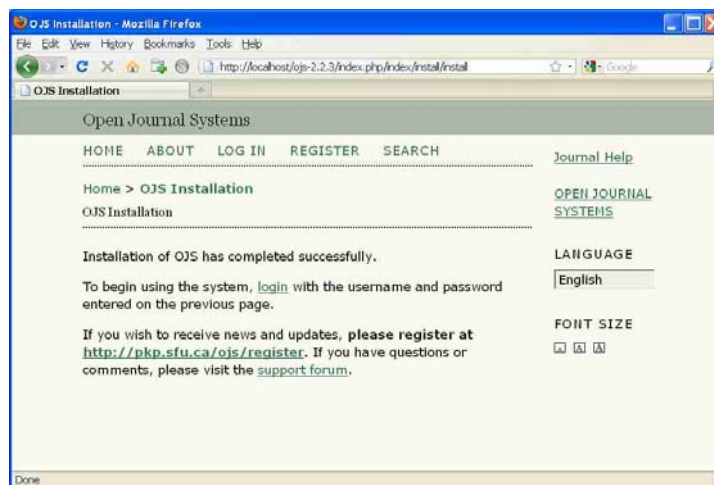 OJS Installation - Mozilla Firefox
File Edit View History Bookmarks Tools Help
http://localhost/ojs-2.2.3/index.php/index/install/install
Google
OJS Installation
Open Journal Systems
HOME ABOUT LOG IN REGISTER SEARCH
Journal Help
Home > OJS Installation
OPEN JOURNAL
SYSTEMS
OJS Installation
Installation of OJS has completed successfully.
LANGUAGE
English
To begin using the system, login with the username and password
entered on the previous page.
FONT SIZE
If you wish to receive news and updates, please register at
http://pkp.sfu.ca/ojs/register. If you have questions or
comments, please visit the support forum.
A A A
Done